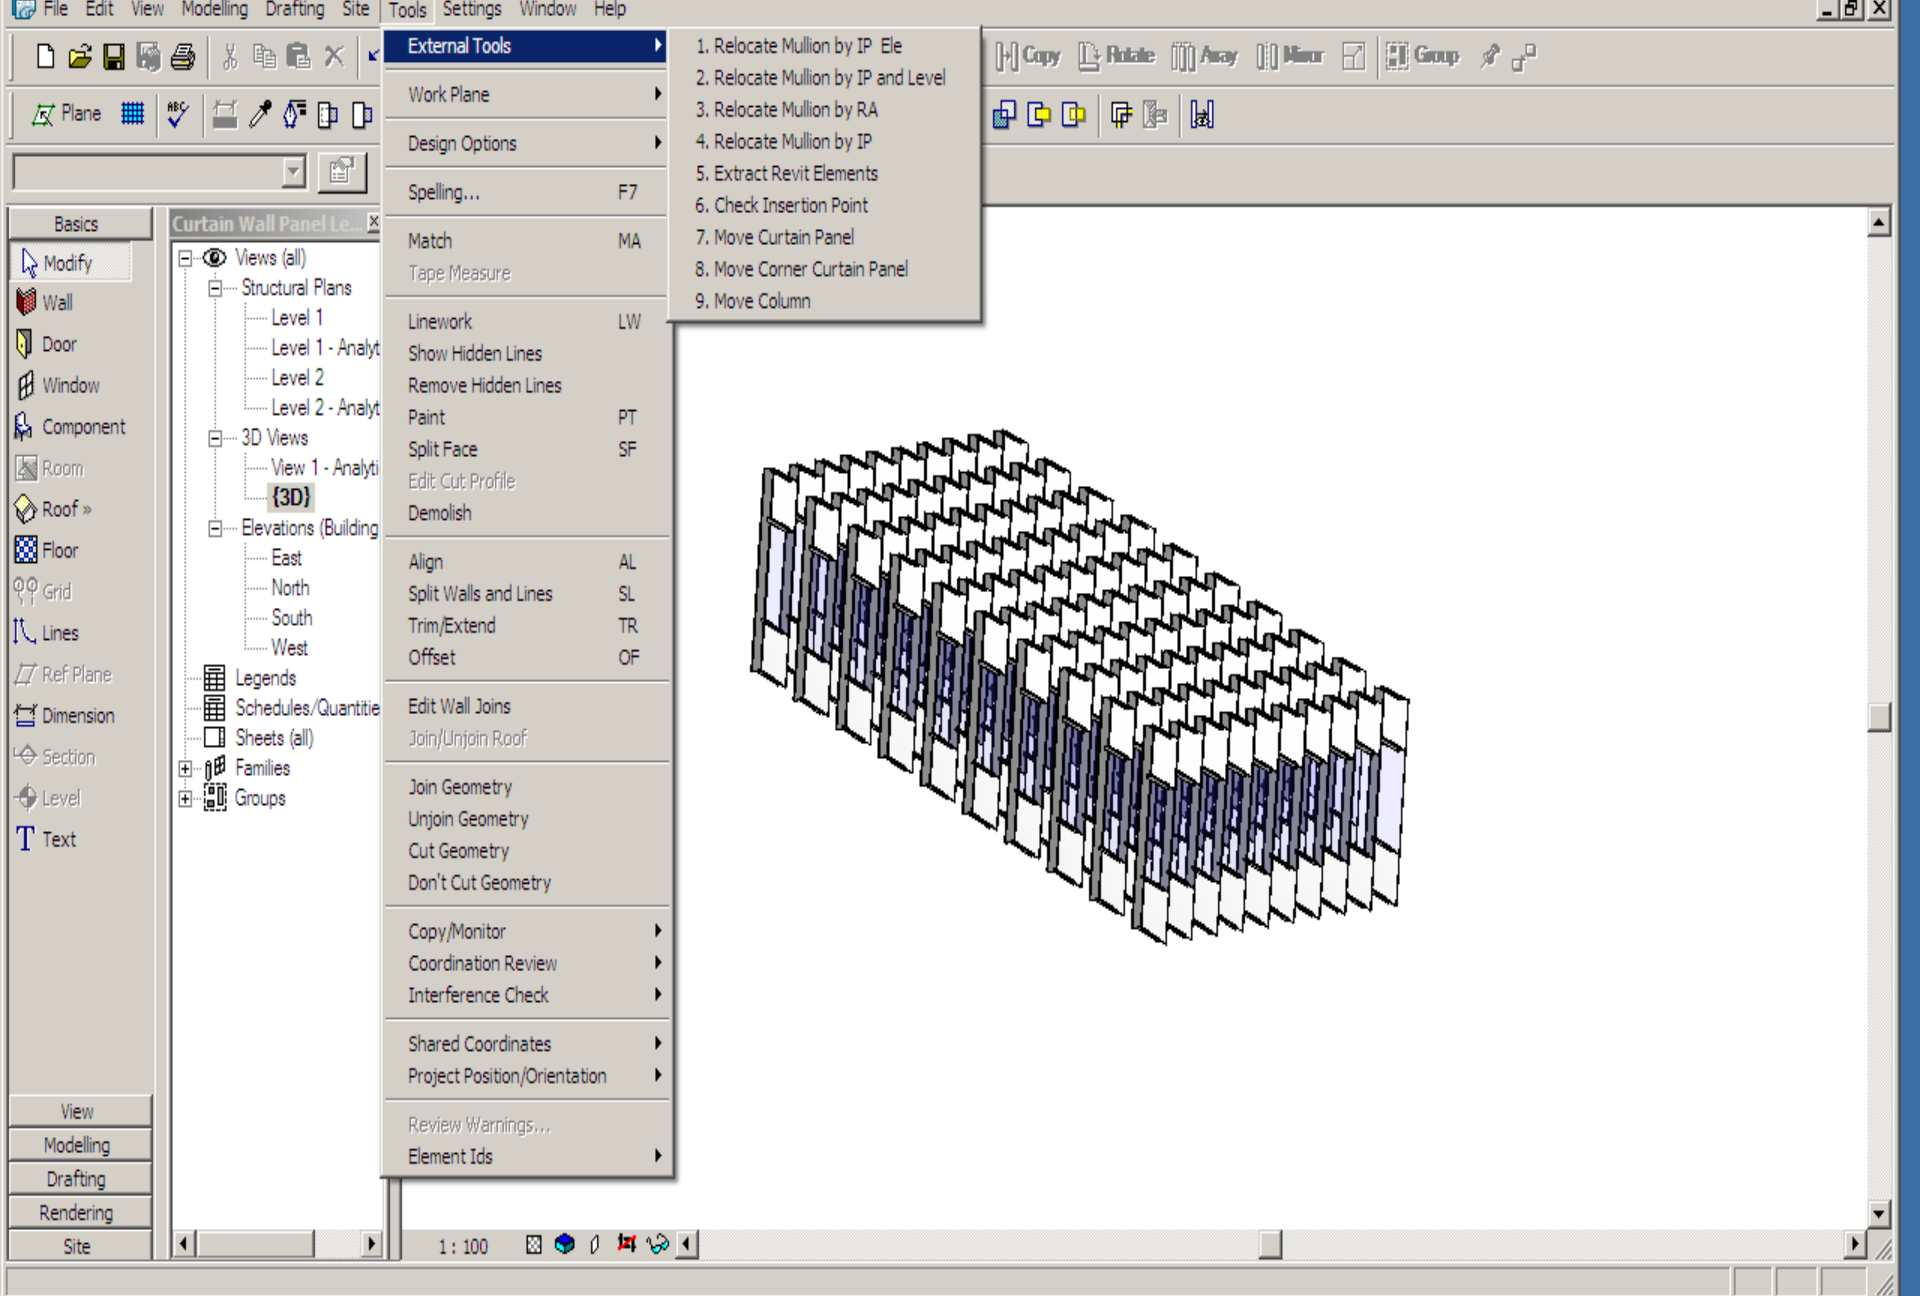 File Edit View Modelling Drafting Site Tools Settings Window Help
Copy Rotate Array Mirror Group
Plane
ABC
External Tools
Work Plane
Design Options
Spelling... F7
Match MA
Tape Measure
Linework LW
Show Hidden Lines
Remove Hidden Lines
Paint PT
Split Face SF
Edit Cut Profile
Demolish
Align AL
Split Walls and Lines SL
Trim/Extend TR
Offset OF
Edit Wall Joins
Join/Unjoin Roof
Join Geometry
Unjoin Geometry
Cut Geometry
Don't Cut Geometry
Copy/Monitor
Coordination Review
Interference Check
Shared Coordinates
Project Position/Orientation
Review Warnings...
Element Ids
1. Relocate Mullion by IP Ele
2. Relocate Mullion by IP and Level
3. Relocate Mullion by RA
4. Relocate Mullion by IP
5. Extract Revit Elements
6. Check Insertion Point
7. Move Curtain Panel
8. Move Corner Curtain Panel
9. Move Column
Basics
Modify
Wall
Door
Window
Component
Room
Roof »
Floor
Grid
Lines
Ref Plane
Dimension
Section
Level
Text
View
Modelling
Drafting
Rendering
Site
Curtain Wall Panel Le...
Views (all)
Structural Plans
Level 1
Level 1 - Analyt
Level 2
Level 2 - Analyt
3D Views
View 1 - Analyti
{3D}
Elevations (Building
East
North
South
West
Legends
Schedules/Quantitie
Sheets (all)
Families
Groups
1 : 100